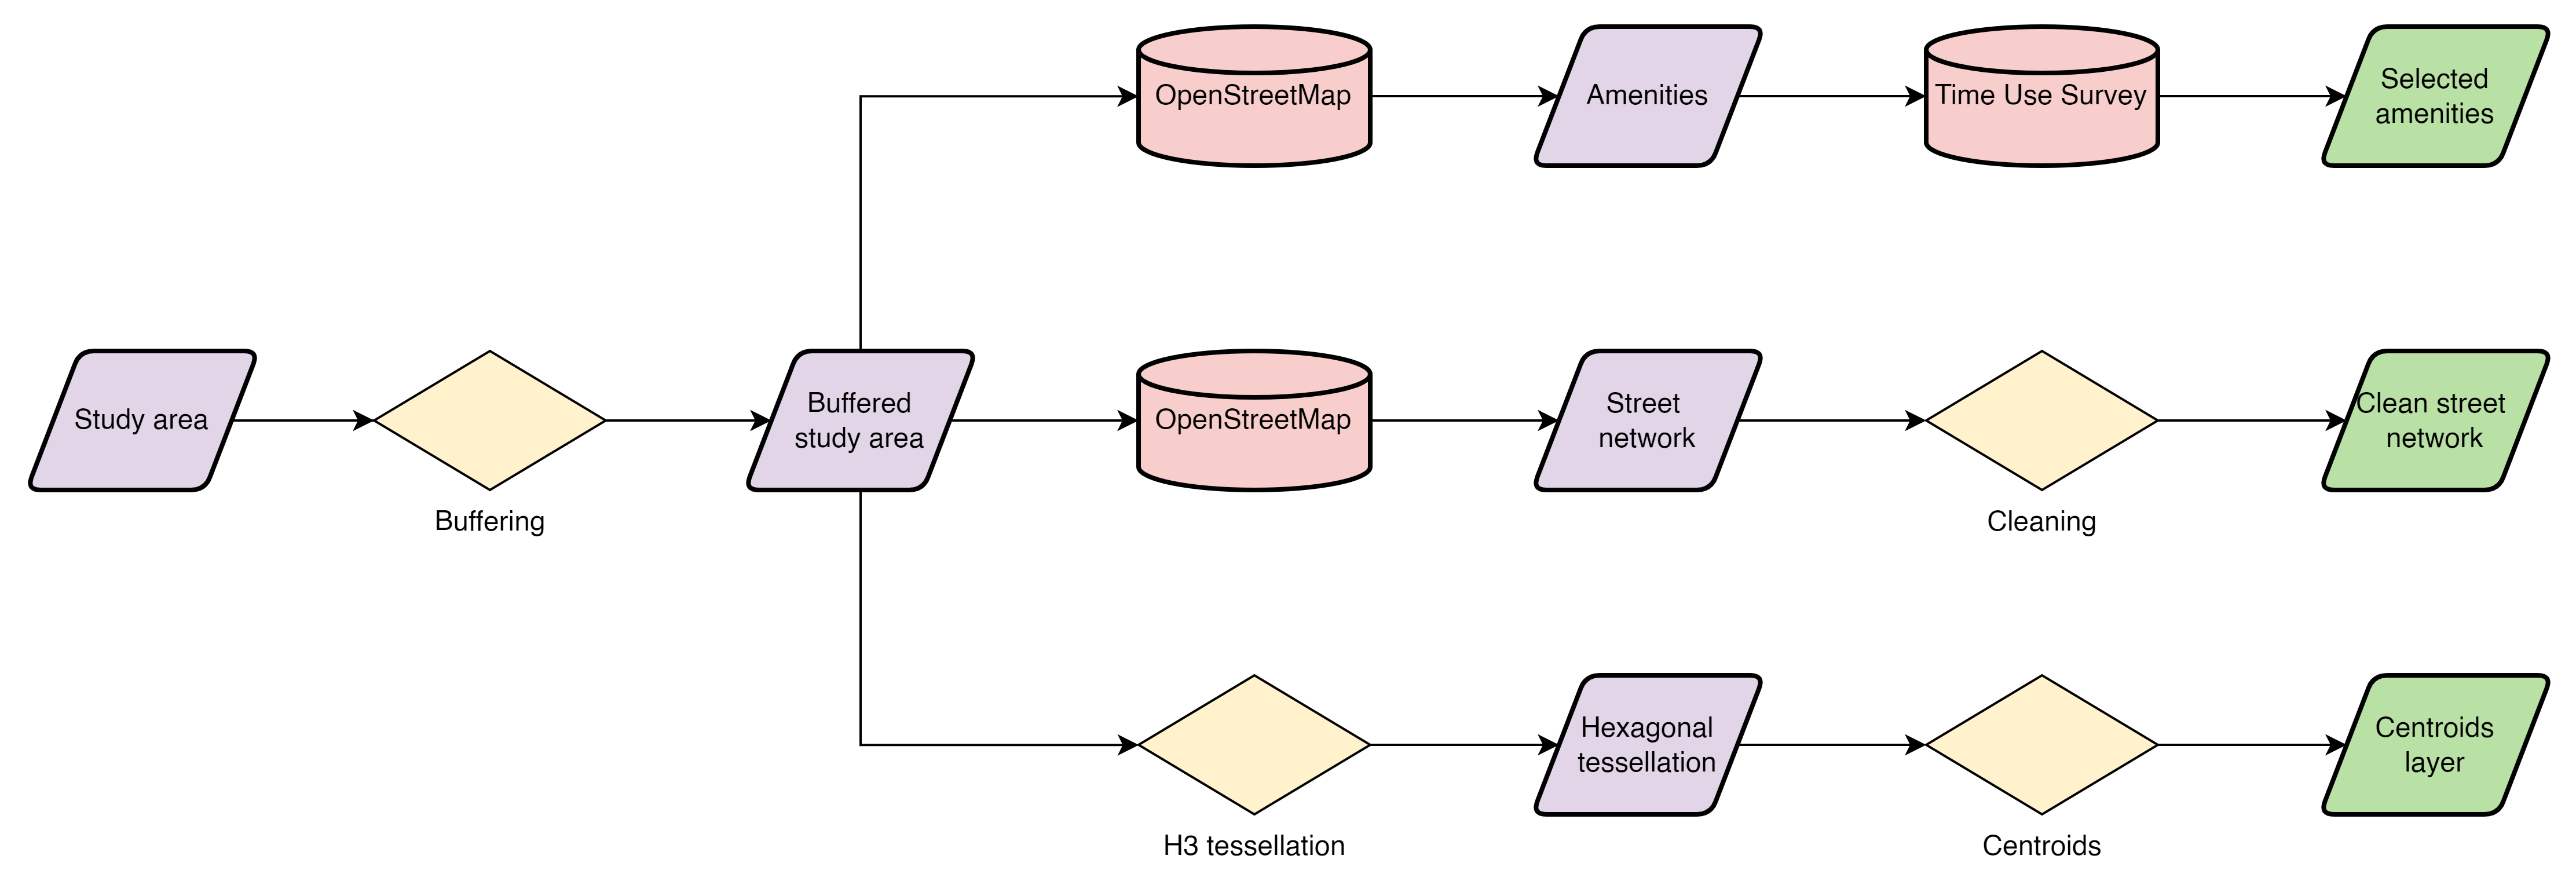 OpenStreetMap
Amenities
Time Use Survey
Selected
amenities
Study area
Buffering
Buffered
study area
OpenStreetMap
Street
network
Cleaning
Clean street
network
H3 tessellation
Hexagonal
tessellation
Centroids
Centroids
layer